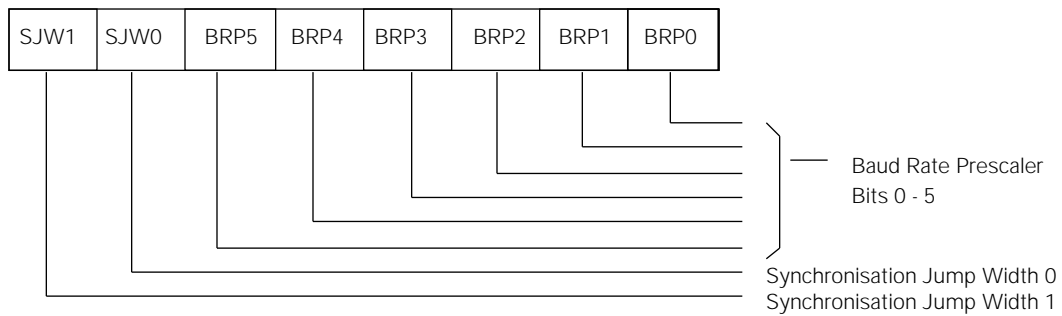 SJW1 SJW0 BRP5 BRP4 BRP3 BRP2 BRP1 BRP0
Baud Rate Prescaler
Bits 0 - 5
Synchronisation Jump Width 0
Synchronisation Jump Width 1